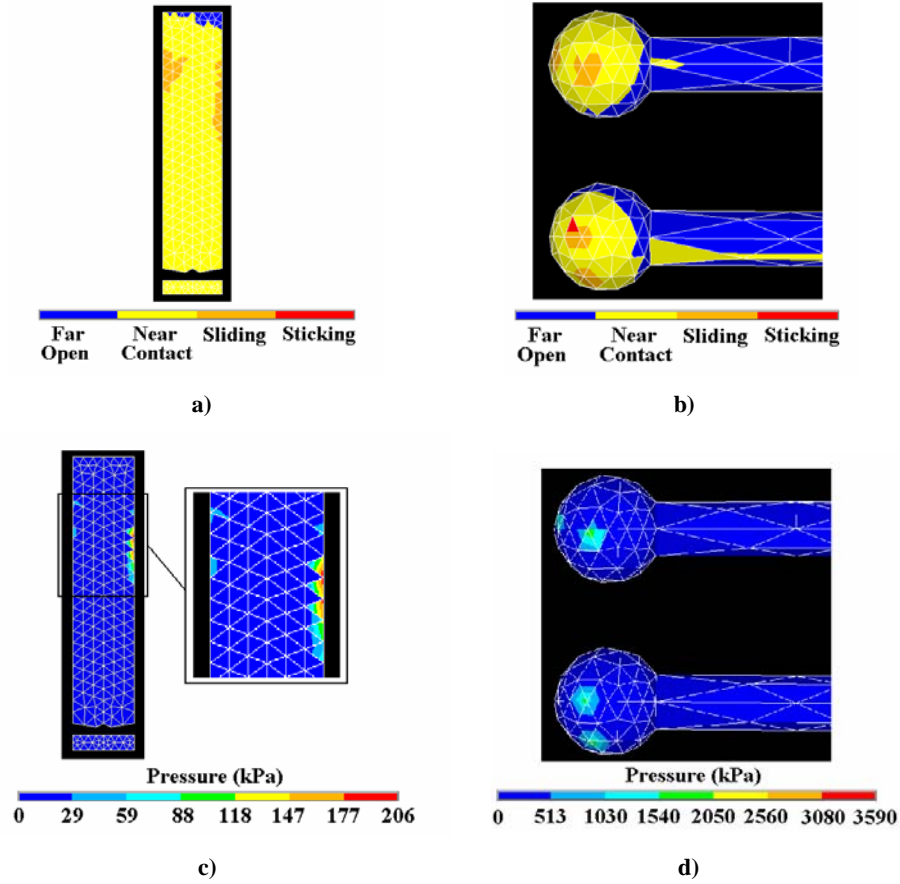 Far Open Near Contact Sliding Sticking
Far Open Near Contact Sliding Sticking
a)
b)
Pressure (kPa)
0 29 59 88 118 147 177 206
Pressure (kPa)
0 513 1030 1540 2050 2560 3080 3590
c)
d)